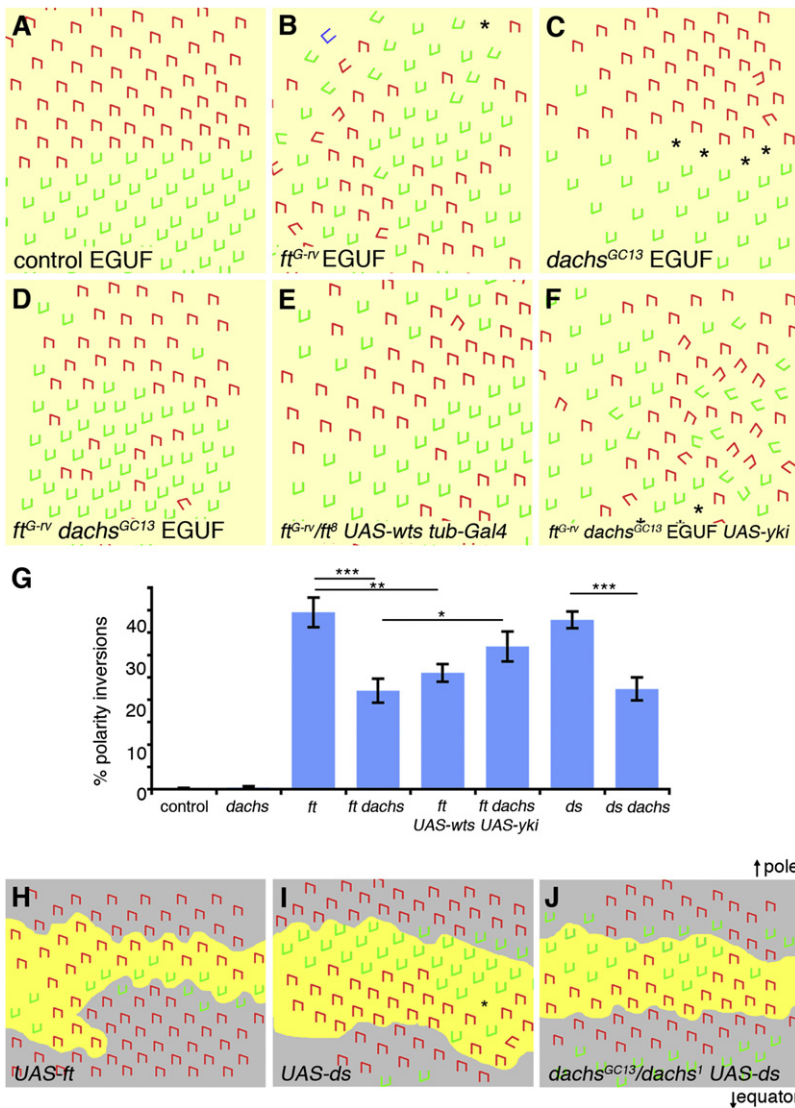 A
control EGUF
B
*
ftG-rv EGUF
C
* * * *
dachsGC13 EGUF
D
ftG-rv dachsGC13 EGUF
E
ftG-rv/ft8 UAS-wts tub-Gal4
F
*
ftG-rv dachsGC13 EGUF UAS-yki
G
% polarity inversions
40
30
20
10
0
***
**
*
***
control dachs ft ft dachs ft ft dachs ds ds dachs
UAS-wts UAS-yki
↑pole
H
UAS-ft
I
*
UAS-ds
J
dachsGC13/dachs1 UAS-ds
↓equator